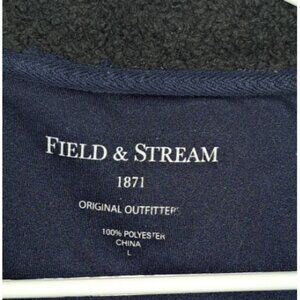 FIELD & STREAM
1871
ORIGINAL OUTFITTERS
100% POLYESTER
CHINA
L